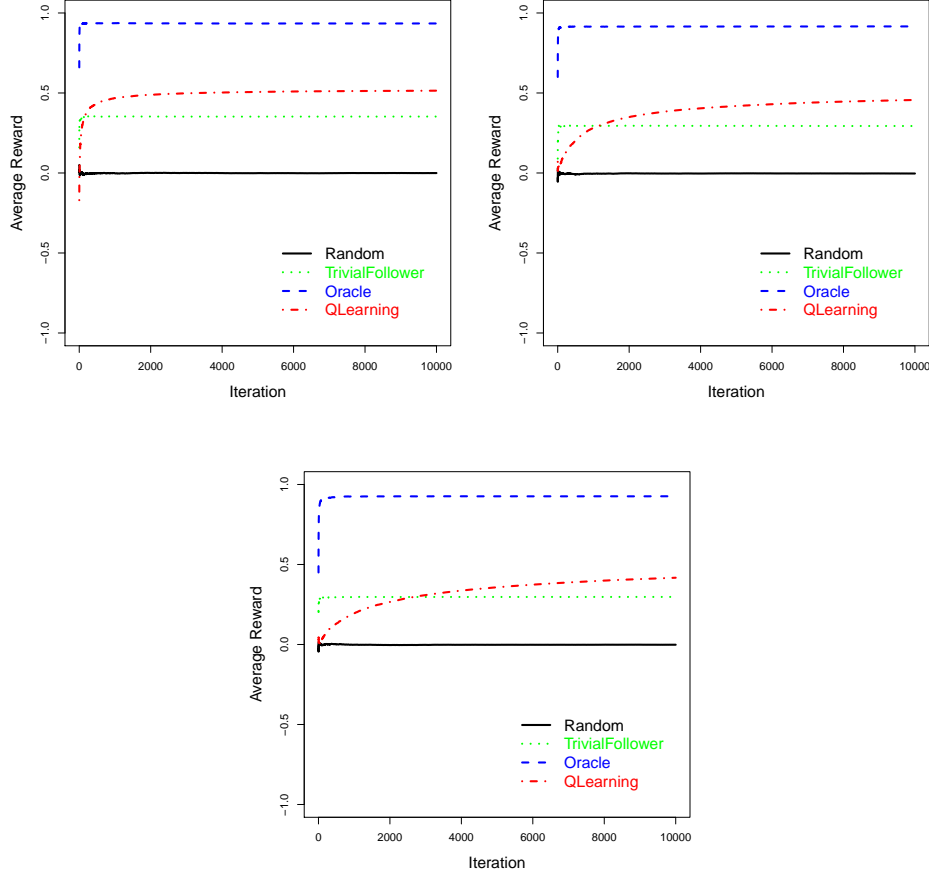 1.0
0.5
0.0
−0.5
−1.0
Average Reward
Random
TrivialFollower
Oracle
QLearning
0 2000 4000 6000 8000 10000
Iteration
1.0
0.5
0.0
−0.5
−1.0
Average Reward
Random
TrivialFollower
Oracle
QLearning
0 2000 4000 6000 8000 10000
Iteration
1.0
0.5
0.0
−0.5
−1.0
Average Reward
Random
TrivialFollower
Oracle
QLearning
0 2000 4000 6000 8000 10000
Iteration